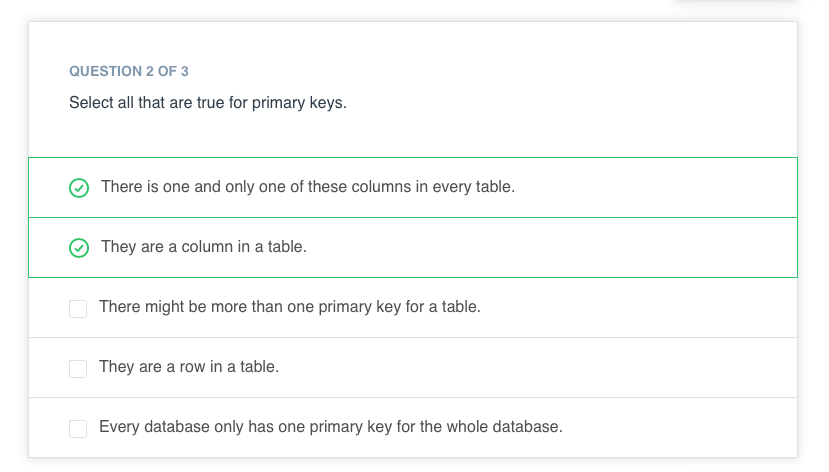 QUESTION 2 OF 3
Select all that are true for primary keys.
There is one and only one of these columns in every table.
They are a column in a table.
There might be more than one primary key for a table.
They are a row in a table.
Every database only has one primary key for the whole database.